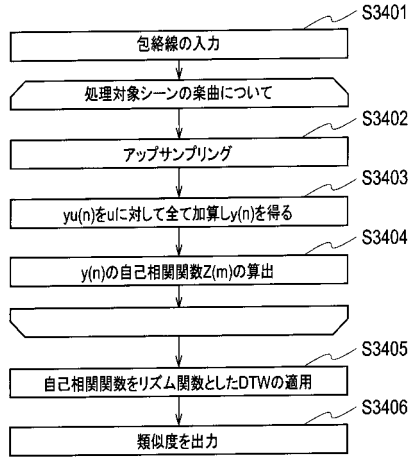 S3401
包絡線の入力
処理対象シーンの楽曲について
S3402
アップサンプリング
S3403
yu(n)をuに対して全て加算しy(n)を得る
S3404
y(n)の自己相関関数Z(m)の算出
S3405
自己相関関数をリズム関数としたDTWの適用
S3406
類似度を出力